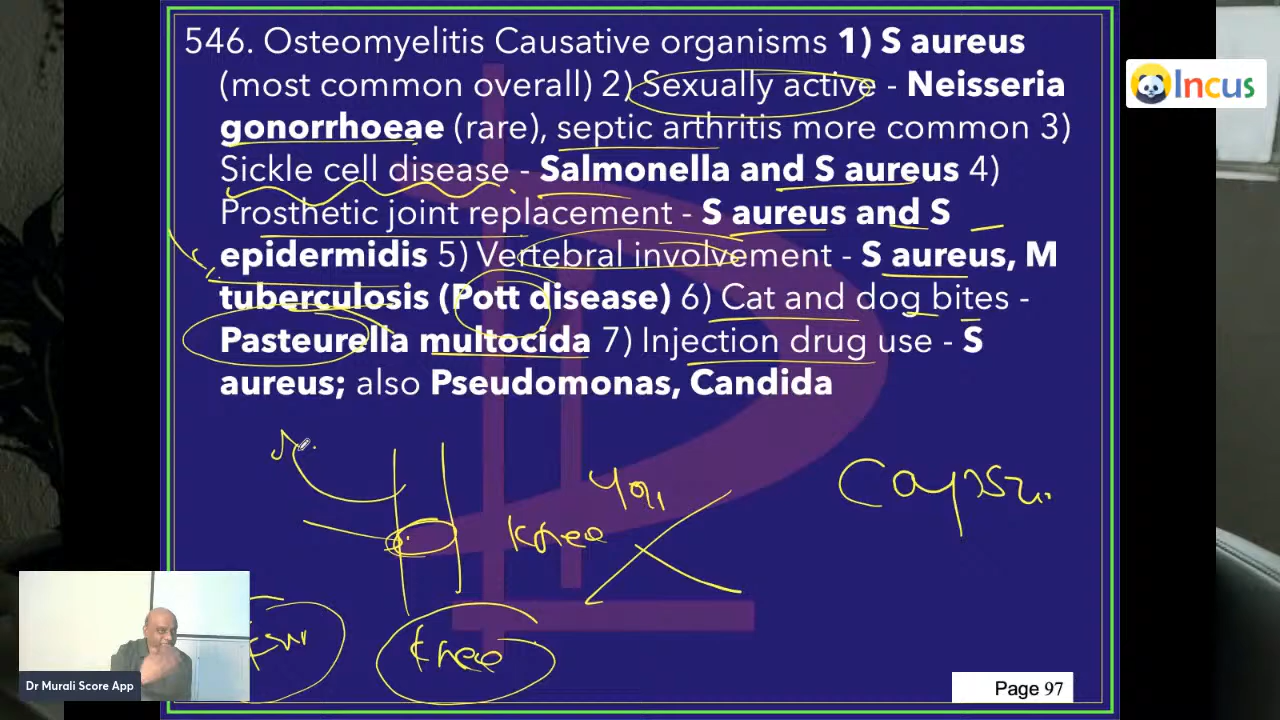 546. Osteomyelitis Causative organisms 1) S aureus
(most common overall) 2) Sexually active - Neisseria
gonorrhoeae (rare), septic arthritis more common 3)
Sickle cell disease - Salmonella and S aureus 4)
Prosthetic joint replacement - S aureus and S
epidermidis 5) Vertebral involvement - S aureus, M
tuberculosis (Pott disease) 6) Cat and dog bites -
Pasteurella multocida 7) Injection drug use - S
aureus; also Pseudomonas, Candida
Incus
Knee
Knee
Dr Murali Score App
Page 97